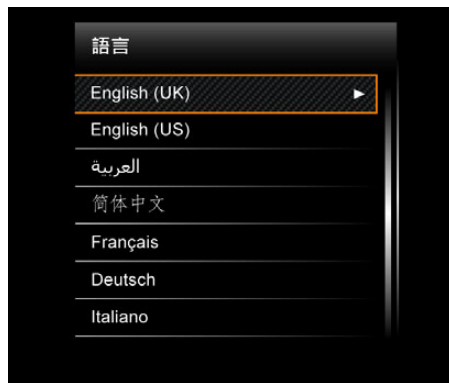 語言
English (UK)
English (US)
العربية
简体中文
Français
Deutsch
Italiano